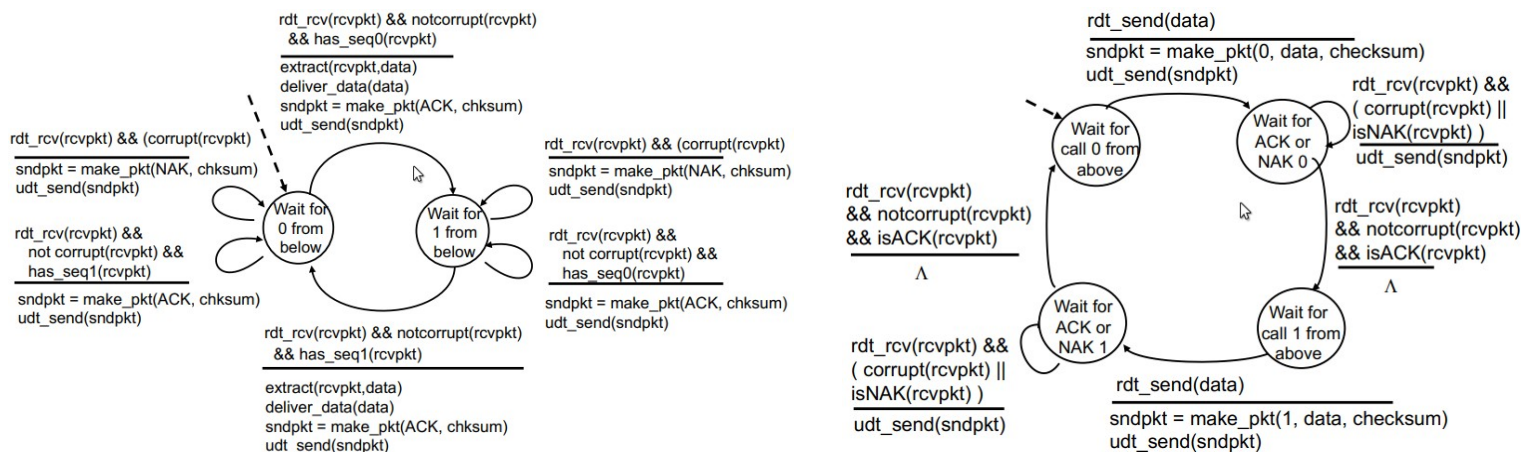 rdt_rcv(rcvpkt) && notcorrupt(rcvpkt)
&& has_seq0(rcvpkt)
extract(rcvpkt,data)
deliver_data(data)
sndpkt = make_pkt(ACK, chksum)
udt_send(sndpkt)
rdt_rcv(rcvpkt) && (corrupt(rcvpkt)
sndpkt = make_pkt(NAK, chksum)
udt_send(sndpkt)
rdt_rcv(rcvpkt) &&
not corrupt(rcvpkt) &&
has_seq1(rcvpkt)
sndpkt = make_pkt(ACK, chksum)
udt_send(sndpkt)
Wait for
0 from
below
Wait for
1 from
below
rdt_rcv(rcvpkt) && (corrupt(rcvpkt)
sndpkt = make_pkt(NAK, chksum)
udt_send(sndpkt)
rdt_rcv(rcvpkt) &&
not corrupt(rcvpkt) &&
has_seq0(rcvpkt)
sndpkt = make_pkt(ACK, chksum)
udt_send(sndpkt)
rdt_rcv(rcvpkt) && notcorrupt(rcvpkt)
&& has_seq1(rcvpkt)
extract(rcvpkt,data)
deliver_data(data)
sndpkt = make_pkt(ACK, chksum)
udt_send(sndpkt)
rdt_send(data)
sndpkt = make_pkt(0, data, checksum)
udt_send(sndpkt)
Wait for
call 0 from
above
Wait for
ACK or
NAK 0
rdt_rcv(rcvpkt) &&
( corrupt(rcvpkt) ||
isNAK(rcvpkt) )
udt_send(sndpkt)
rdt_rcv(rcvpkt)
&& notcorrupt(rcvpkt)
&& isACK(rcvpkt)
Λ
rdt_rcv(rcvpkt)
&& notcorrupt(rcvpkt)
&& isACK(rcvpkt)
Λ
Wait for
ACK or
NAK 1
Wait for
call 1 from
above
rdt_rcv(rcvpkt) &&
( corrupt(rcvpkt) ||
isNAK(rcvpkt) )
udt_send(sndpkt)
rdt_send(data)
sndpkt = make_pkt(1, data, checksum)
udt_send(sndpkt)